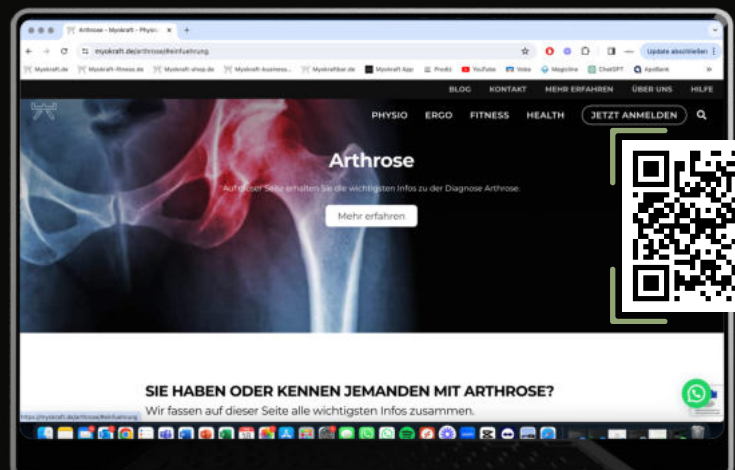 Arthrose - Myokraft - Physio
myokraft.de/arthrose/#einfuehrung
Update abschließen
Myokraft.de Myokraft-fitness.de Myokraft-shop.de Myokraft-business... Myokraftbar.de Myokraft App YouTube Magicline ChatGPT ApoBank
BLOG KONTAKT MEHR ERFAHREN ÜBER UNS HILFE
PHYSIO ERGO FITNESS HEALTH JETZT ANMELDEN
Arthrose
Auf dieser Seite erhalten Sie die wichtigsten Infos zu der Diagnose Arthrose.
Mehr erfahren
SIE HABEN ODER KENNEN JEMANDEN MIT ARTHROSE?
Wir fassen auf dieser Seite alle wichtigsten Infos zusammen.
https://myokraft.de/arthrose/#einfuehrung